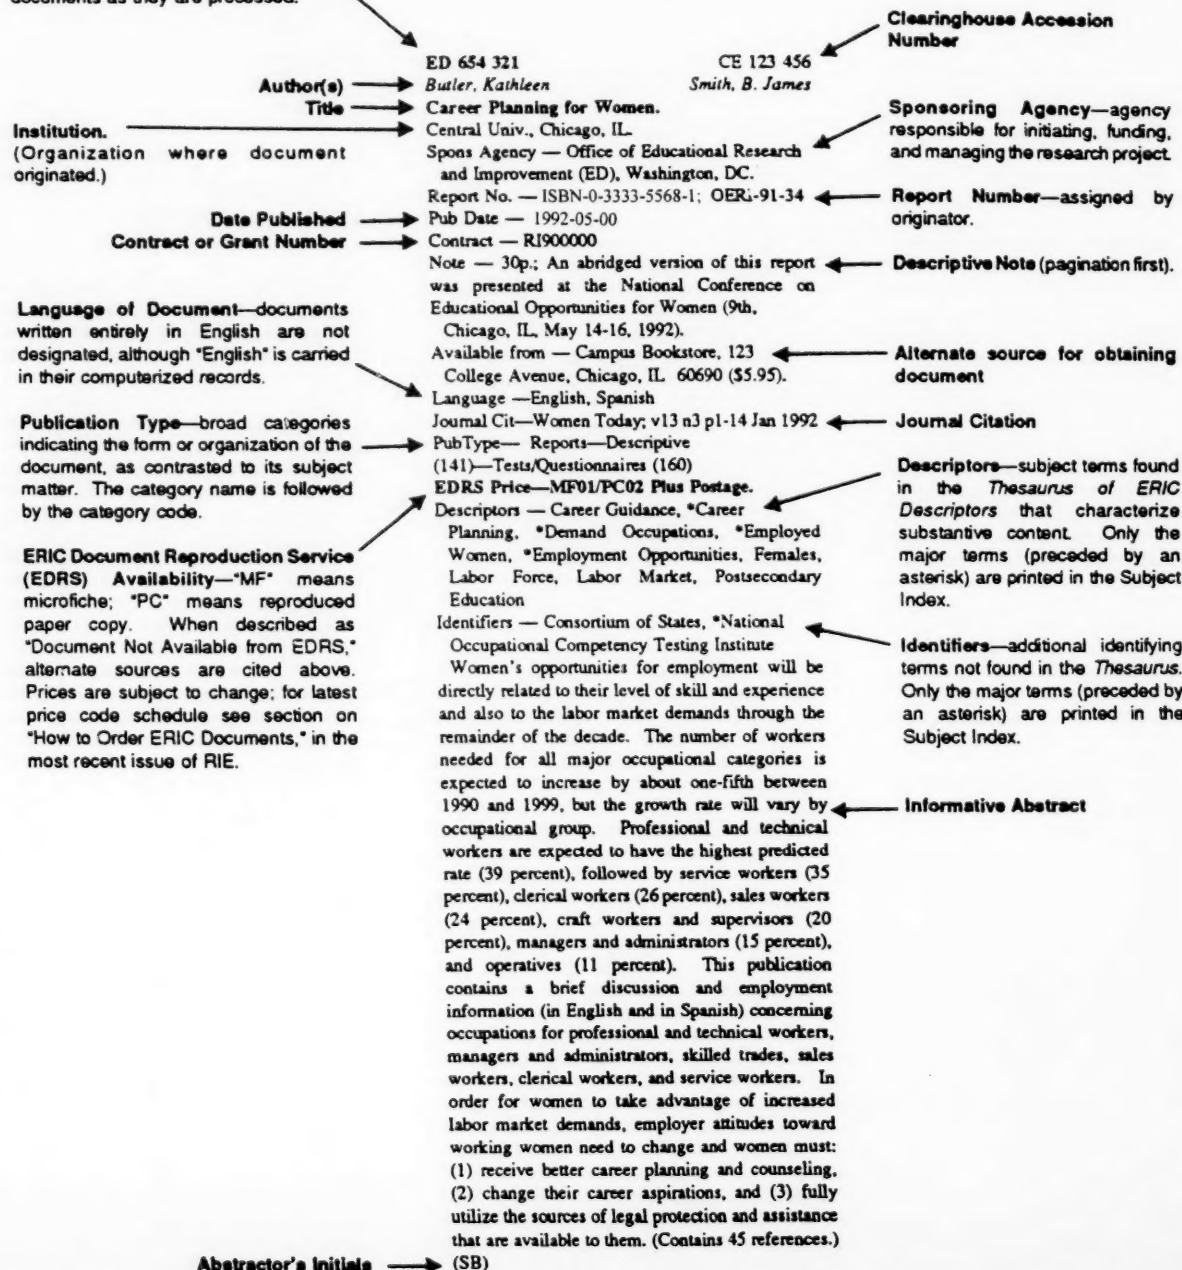 documents as they are processed.
Clearinghouse Accession
Number
ED 654 321 CE 123 456
Author(s) Butler, Kathleen Smith, B. James
Title Career Planning for Women.
Institution. Central Univ., Chicago, IL.
(Organization where document
originated.)
Spons Agency — Office of Educational Research
and Improvement (ED), Washington, DC.
Sponsoring Agency—agency
responsible for initiating, funding,
and managing the research project.
Report No. — ISBN-0-3333-5568-1; OERI-91-34
Report Number—assigned by
originator.
Date Published Pub Date — 1992-05-00
Contract or Grant Number Contract — RI900000
Note — 30p.; An abridged version of this report
was presented at the National Conference on
Educational Opportunities for Women (9th,
Chicago, IL, May 14-16, 1992).
Descriptive Note (pagination first).
Available from — Campus Bookstore, 123
College Avenue, Chicago, IL 60690 ($5.95).
Alternate source for obtaining
document
Language of Document—documents
written entirely in English are not
designated, although "English" is carried
in their computerized records.
Language —English, Spanish
Journal Cit—Women Today; v13 n3 p1-14 Jan 1992
Journal Citation
Publication Type—broad categories
indicating the form or organization of the
document, as contrasted to its subject
matter. The category name is followed
by the category code.
PubType— Reports—Descriptive
(141)—Tests/Questionnaires (160)
EDRS Price—MF01/PC02 Plus Postage.
ERIC Document Reproduction Service
(EDRS) Availability—"MF" means
microfiche; "PC" means reproduced
paper copy. When described as
"Document Not Available from EDRS,"
alternate sources are cited above.
Prices are subject to change; for latest
price code schedule see section on
"How to Order ERIC Documents," in the
most recent issue of RIE.
Descriptors — Career Guidance, *Career
Planning, *Demand Occupations, *Employed
Women, *Employment Opportunities, Females,
Labor Force, Labor Market, Postsecondary
Education
Descriptors—subject terms found
in the Thesaurus of ERIC
Descriptors that characterize
substantive content. Only the
major terms (preceded by an
asterisk) are printed in the Subject
Index.
Identifiers — Consortium of States, *National
Occupational Competency Testing Institute
Identifiers—additional identifying
terms not found in the Thesaurus.
Only the major terms (preceded by
an asterisk) are printed in the
Subject Index.
Women's opportunities for employment will be
directly related to their level of skill and experience
and also to the labor market demands through the
remainder of the decade. The number of workers
needed for all major occupational categories is
expected to increase by about one-fifth between
1990 and 1999, but the growth rate will vary by
occupational group. Professional and technical
workers are expected to have the highest predicted
rate (39 percent), followed by service workers (35
percent), clerical workers (26 percent), sales workers
(24 percent), craft workers and supervisors (20
percent), managers and administrators (15 percent),
and operatives (11 percent). This publication
contains a brief discussion and employment
information (in English and in Spanish) concerning
occupations for professional and technical workers,
managers and administrators, skilled trades, sales
workers, clerical workers, and service workers. In
order for women to take advantage of increased
labor market demands, employer attitudes toward
working women need to change and women must:
(1) receive better career planning and counseling,
(2) change their career aspirations, and (3) fully
utilize the sources of legal protection and assistance
that are available to them. (Contains 45 references.)
Informative Abstract
Abstractor's Initials (SB)